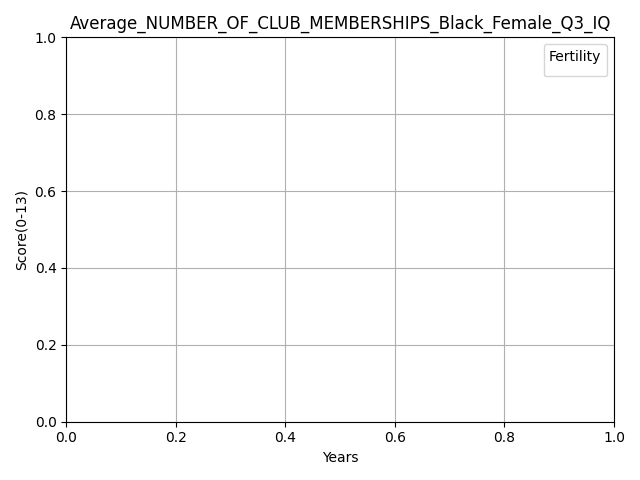 Average_NUMBER_OF_CLUB_MEMBERSHIPS_Black_Female_Q3_IQ
Fertility
1.0
0.8
0.6
0.4
0.2
0.0
Score(0-13)
0.0 0.2 0.4 0.6 0.8 1.0
Years